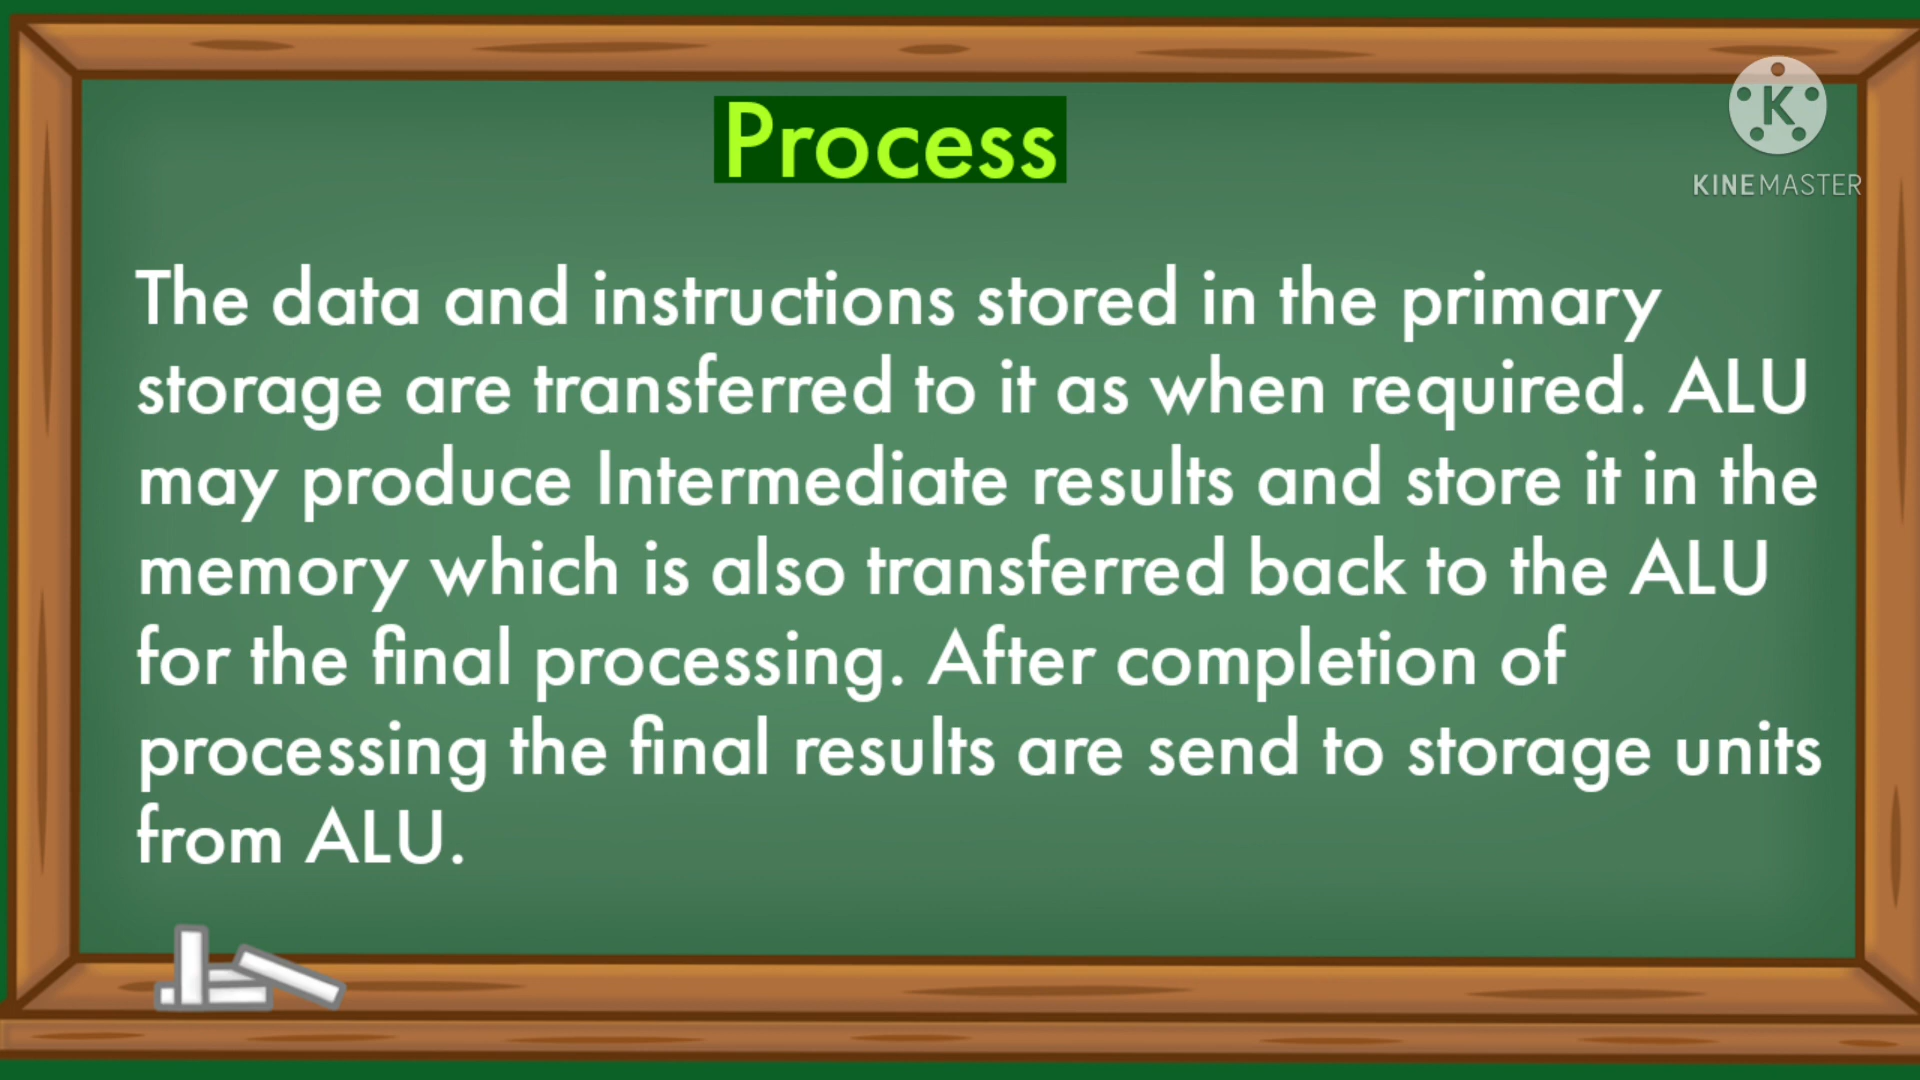 Process
K
KINEMASTER
The data and instructions stored in the primary
storage are transferred to it as when required. ALU
may produce Intermediate results and store it in the
memory which is also transferred back to the ALU
for the final processing. After completion of
processing the final results are send to storage units
from ALU.